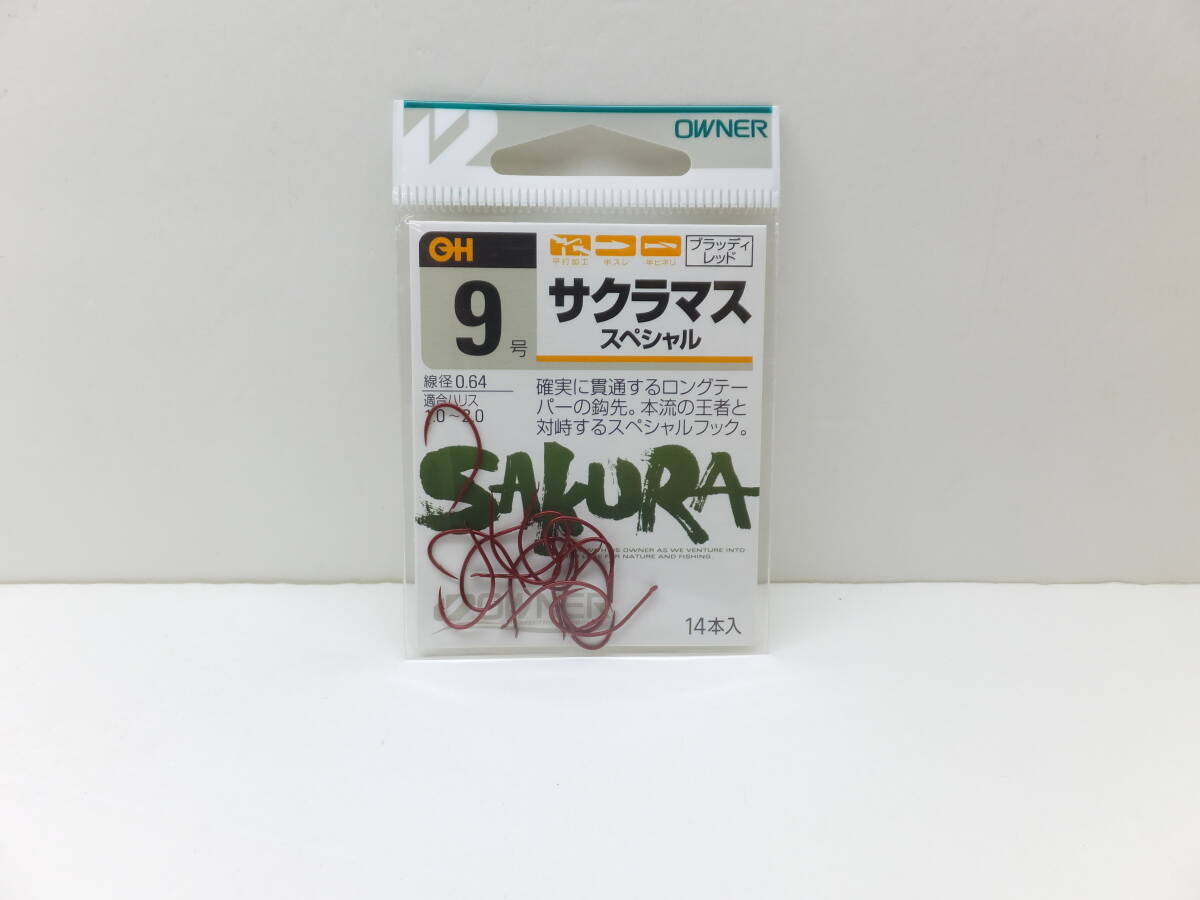 OWNER
OH
平打加工 半スレ 半ヒネリ
ブラッディ
レッド
9号
サクラマス
スペシャル
線径0.64
適合ハリス
1.0～2.0
確実に貫通するロングテー
パーの鈎先。本流の王者と
対峙するスペシャルフック。
SAKURA
IS OWNER AS WE VENTURE INTO
FOR NATURE AND FISHING.
OWNER
14本入